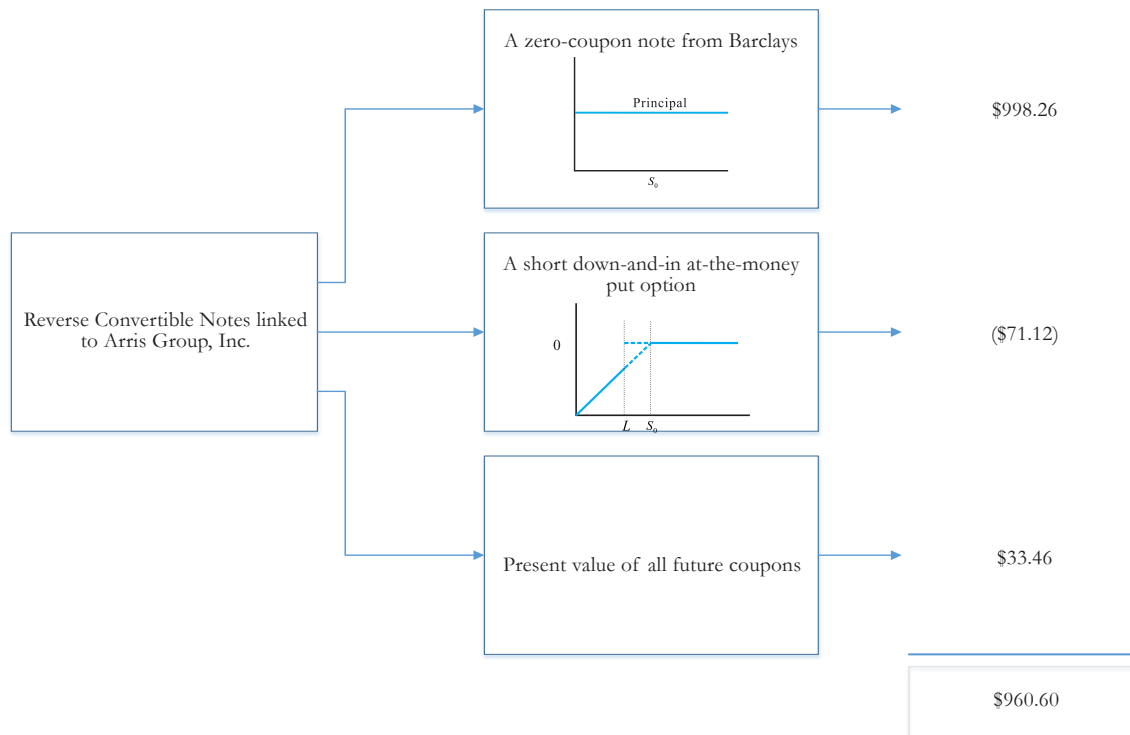 A zero-coupon note from Barclays
Principal
S₀
$998.26
Reverse Convertible Notes linked
to Arris Group, Inc.
A short down-and-in at-the-money
put option
0
L S₀
($71.12)
Present value of all future coupons
$33.46
$960.60